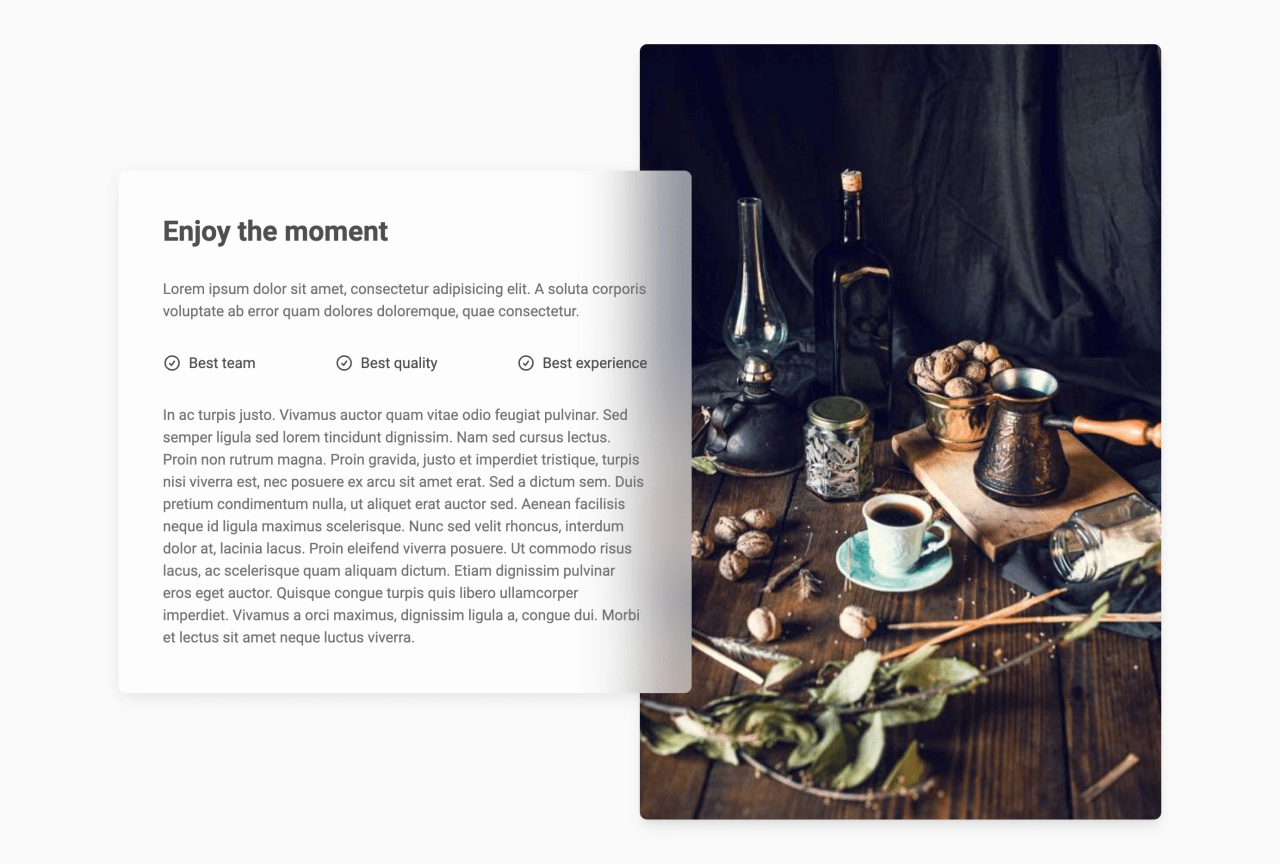 Enjoy the moment
Lorem ipsum dolor sit amet, consectetur adipisicing elit. A soluta corporis
voluptate ab error quam dolores doloremque, quae consectetur.
Best team
Best quality
Best experience
In ac turpis justo. Vivamus auctor quam vitae odio feugiat pulvinar. Sed
semper ligula sed lorem tincidunt dignissim. Nam sed cursus lectus.
Proin non rutrum magna. Proin gravida, justo et imperdiet tristique, turpis
nisi viverra est, nec posuere ex arcu sit amet erat. Sed a dictum sem. Duis
pretium condimentum nulla, ut aliquet erat auctor sed. Aenean facilisis
neque id ligula maximus scelerisque. Nunc sed velit rhoncus, interdum
dolor at, lacinia lacus. Proin eleifend viverra posuere. Ut commodo risus
lacus, ac scelerisque quam aliquam dictum. Etiam dignissim pulvinar
eros eget auctor. Quisque congue turpis quis libero ullamcorper
imperdiet. Vivamus a orci maximus, dignissim ligula a, congue dui. Morbi
et lectus sit amet neque luctus viverra.